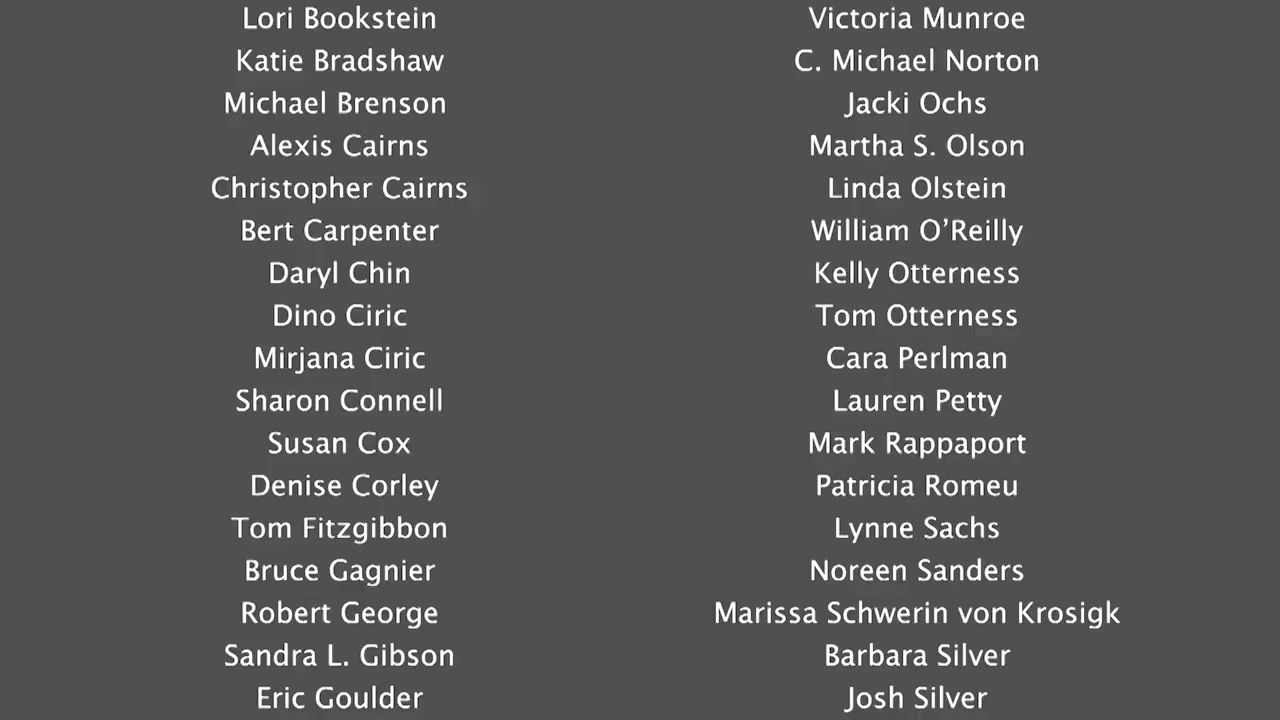 Lori Bookstein
Katie Bradshaw
Michael Brenson
Alexis Cairns
Christopher Cairns
Bert Carpenter
Daryl Chin
Dino Ciric
Mirjana Ciric
Sharon Connell
Susan Cox
Denise Corley
Tom Fitzgibbon
Bruce Gagnier
Robert George
Sandra L. Gibson
Eric Goulder
Victoria Munroe
C. Michael Norton
Jacki Ochs
Martha S. Olson
Linda Olstein
William O’Reilly
Kelly Otterness
Tom Otterness
Cara Perlman
Lauren Petty
Mark Rappaport
Patricia Romeu
Lynne Sachs
Noreen Sanders
Marissa Schwerin von Krosigk
Barbara Silver
Josh Silver